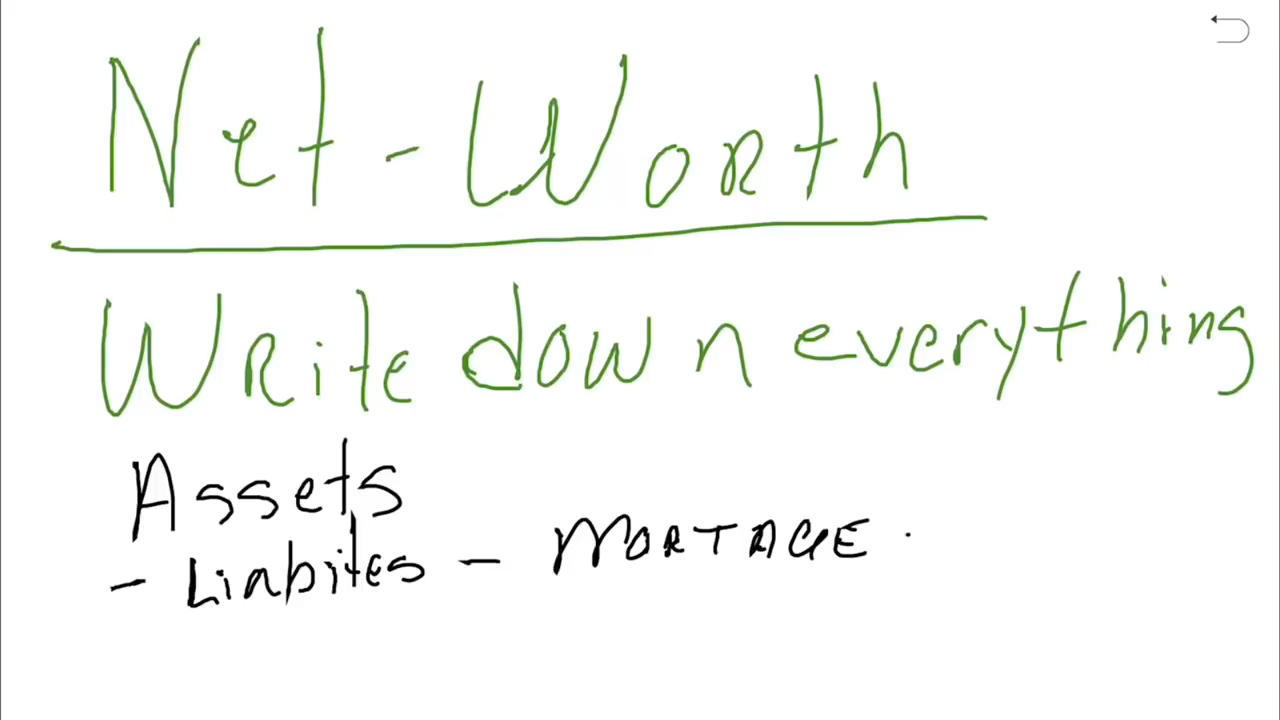 Net-Worth
Write down everything
Assets
- Liabites - MORTAGE .